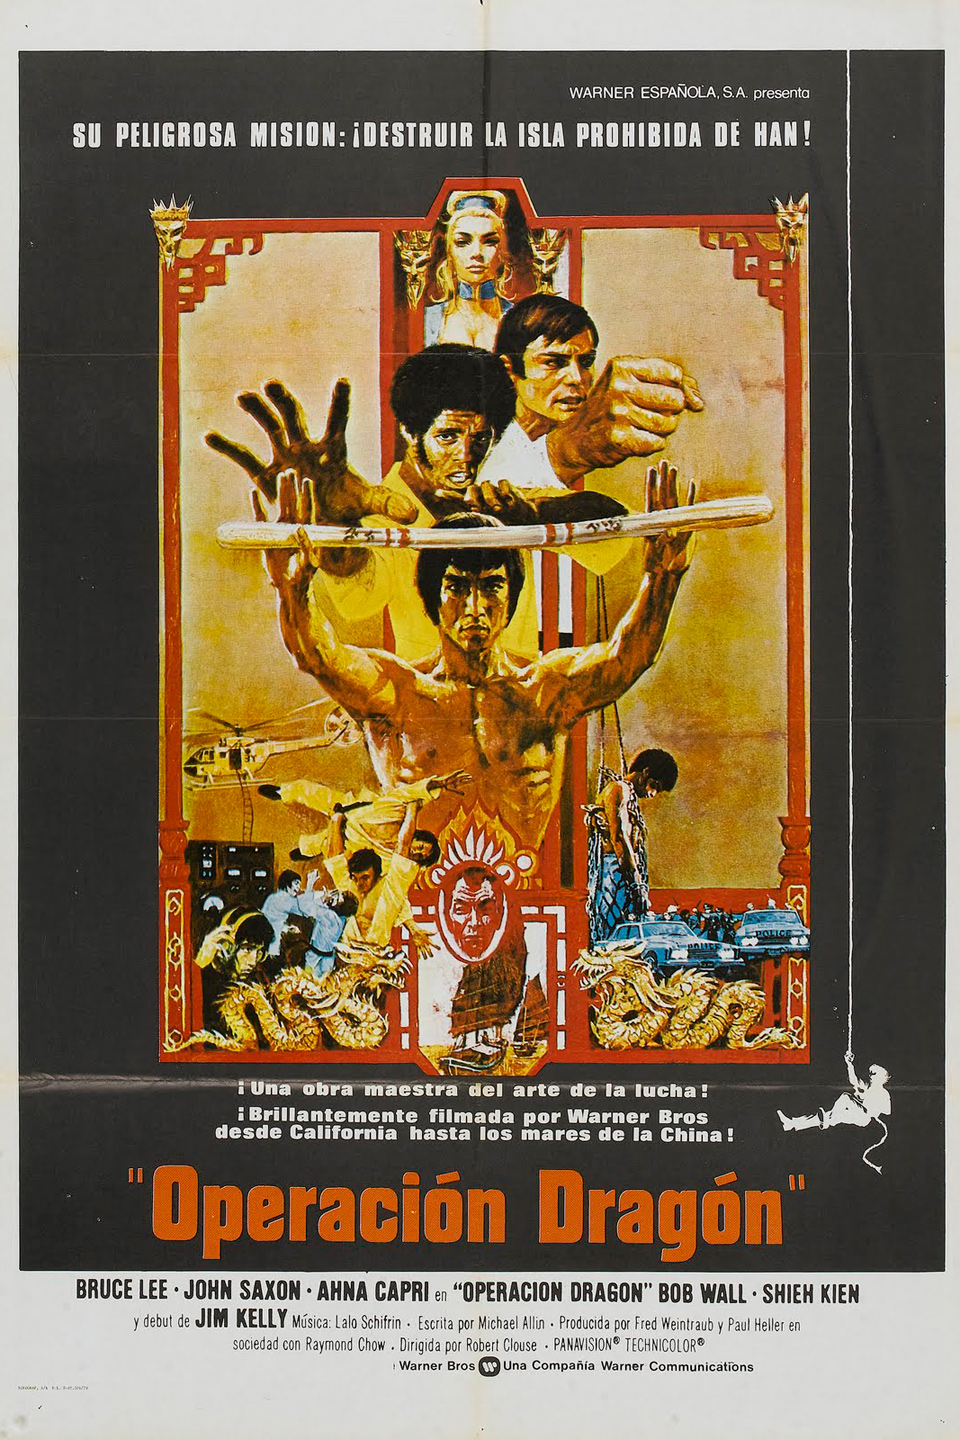 WARNER ESPAÑOLA, S.A. presenta
SU PELIGROSA MISION: ¡DESTRUIR LA ISLA PROHIBIDA DE HAN!
POLICE
POLICE
¡Una obra maestra del arte de la lucha!
¡Brillantemente filmada por Warner Bros
desde California hasta los mares de la China!
"Operación Dragón"
BRUCE LEE · JOHN SAXON · AHNA CAPRI en "OPERACION DRAGON" BOB WALL · SHIEH KIEN
y debut de JIM KELLY Música: Lalo Schifrin · Escrita por Michael Allin · Producida por Fred Weintraub y Paul Heller en
sociedad con Raymond Chow . Dirigida por Robert Clouse · PANAVISION® TECHNICOLOR®
Warner Bros W Una Compañía Warner Communications